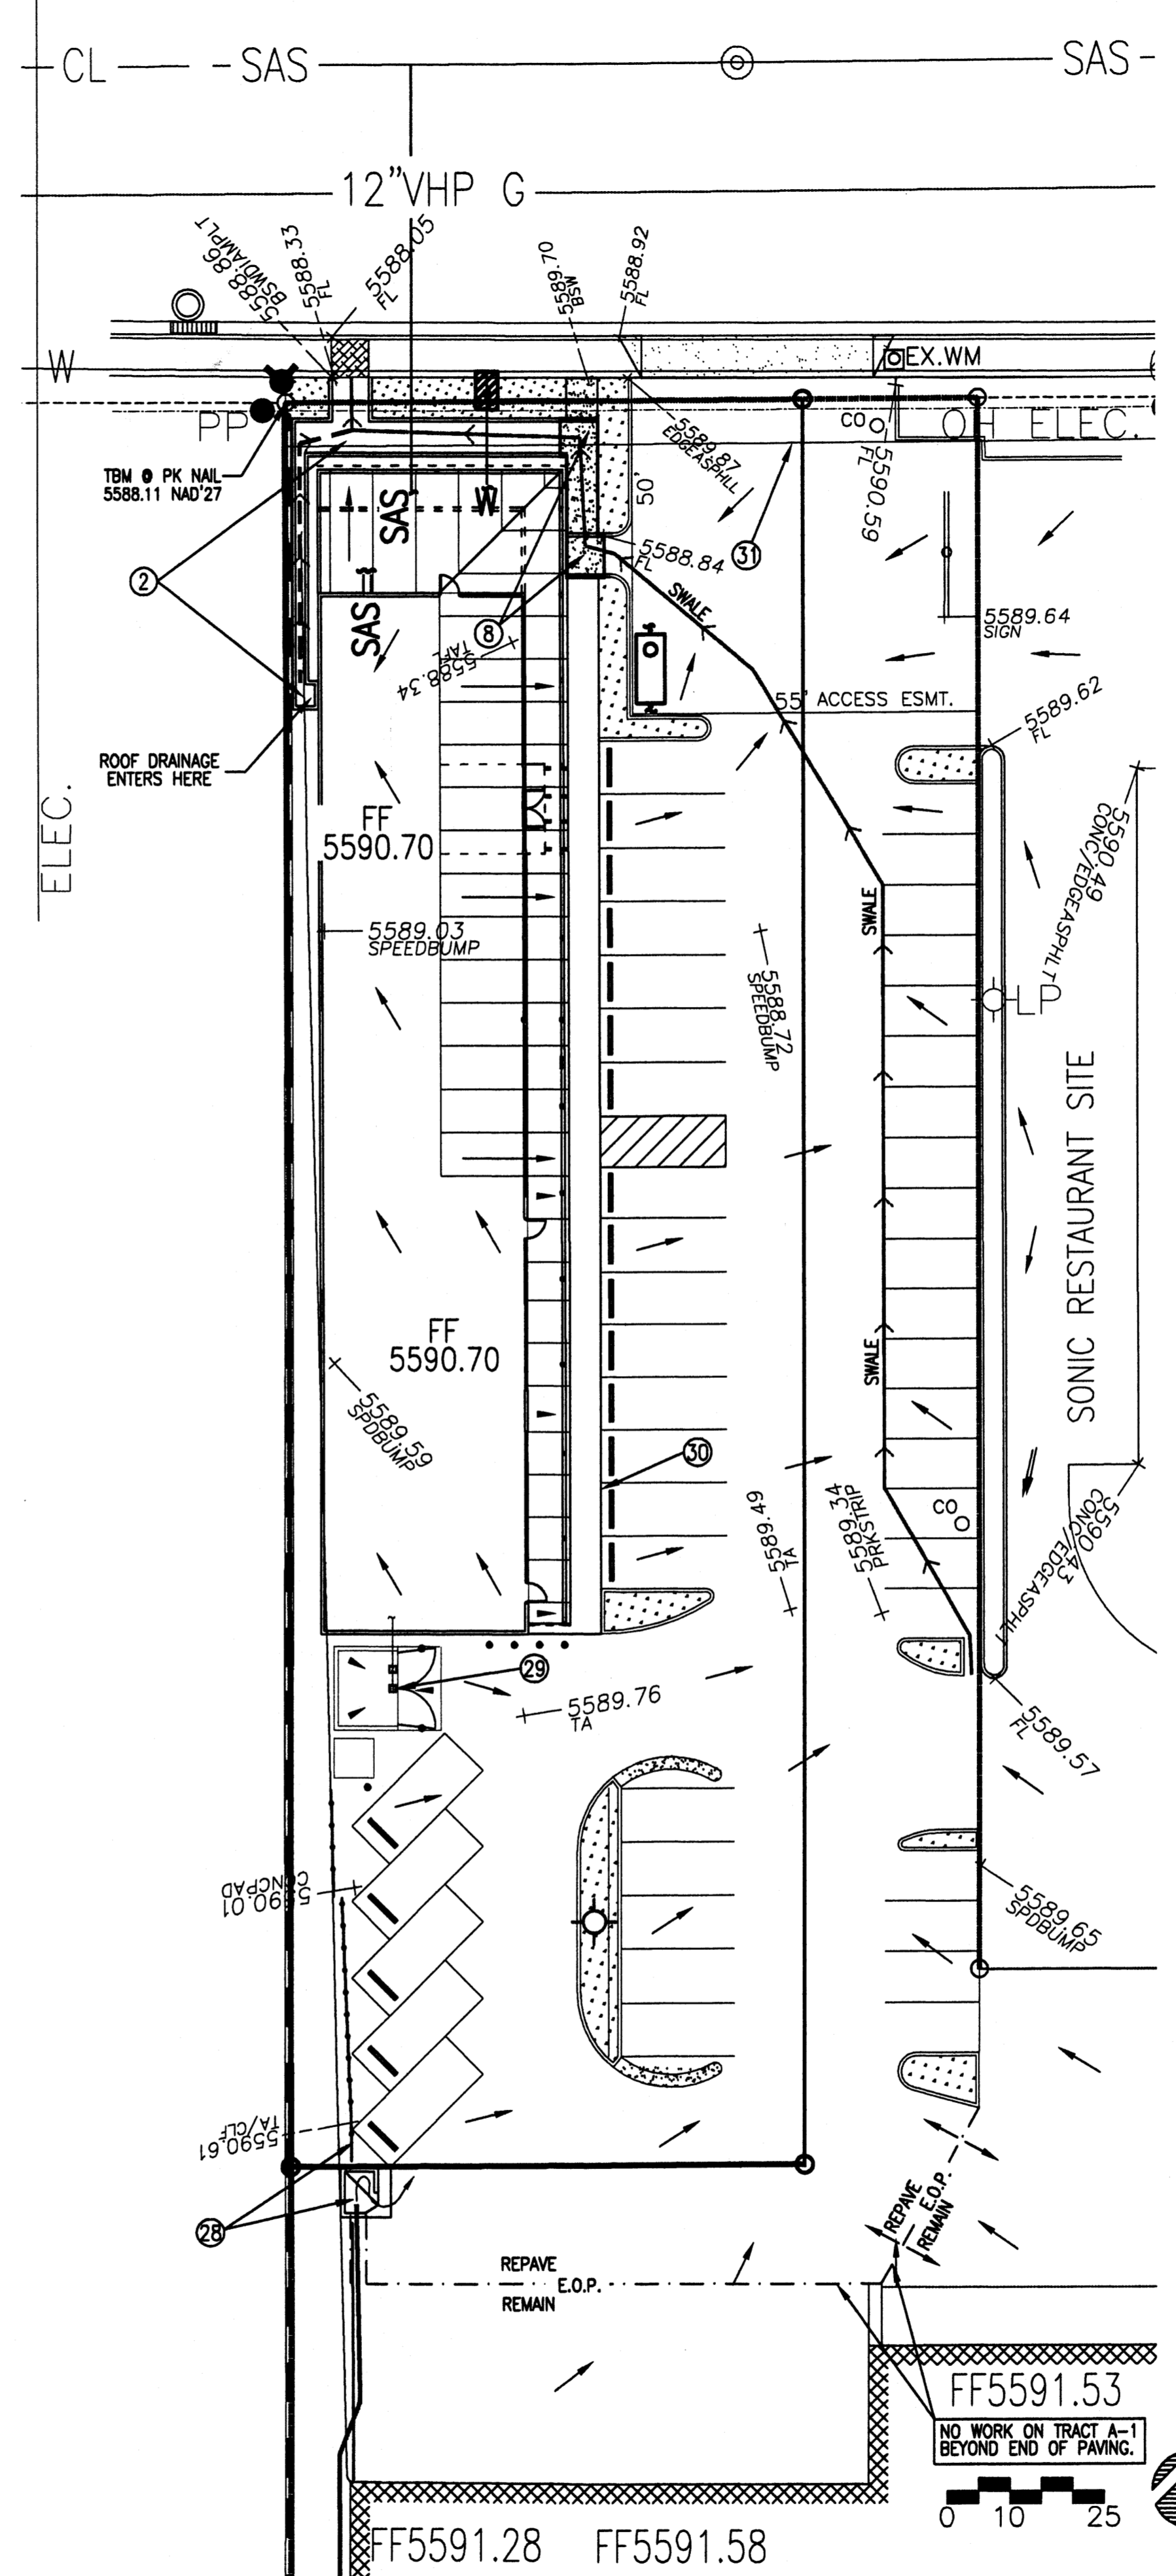 CL
SAS
SAS
12"VHP G
5588.86
BSWDIAMPLT
5588.33
FL
5588.05
FL
5589.70
BSW
5588.92
FL
W
EX.WM
PP
CO
OH ELEC.
TBM @ PK NAIL
5588.11 NAD'27
5589.87
EDGEASPHLL
50'
5590.59
FL
SAS
W
31
2
5588.84
FL
SWALE
8
SAS
5588.34
TAFL
5589.64
SIGN
55' ACCESS ESMT.
5589.62
FL
ROOF DRAINAGE
ENTERS HERE
ELEC.
FF
5590.70
5590.49
CONC/EDGEASPHLT
SWALE
5589.03
SPEEDBUMP
5588.72
SPEEDBUMP
LP
SONIC RESTAURANT SITE
FF
5590.70
SWALE
5589.59
SPDBUMP
30
5589.49
TA
5589.34
PRKSTRIP
CO
5590.43
CONC/EDGEASPHLT
29
5589.76
TA
5589.57
FL
5590.01
CONCPAD
5589.65
SPDBUMP
5590.61
TA/CLF
28
REPAVE
E.O.P.
REMAIN
REPAVE
E.O.P.
REMAIN
FF5591.53
NO WORK ON TRACT A-1
BEYOND END OF PAVING.
0 10 25
FF5591.28 FF5591.58